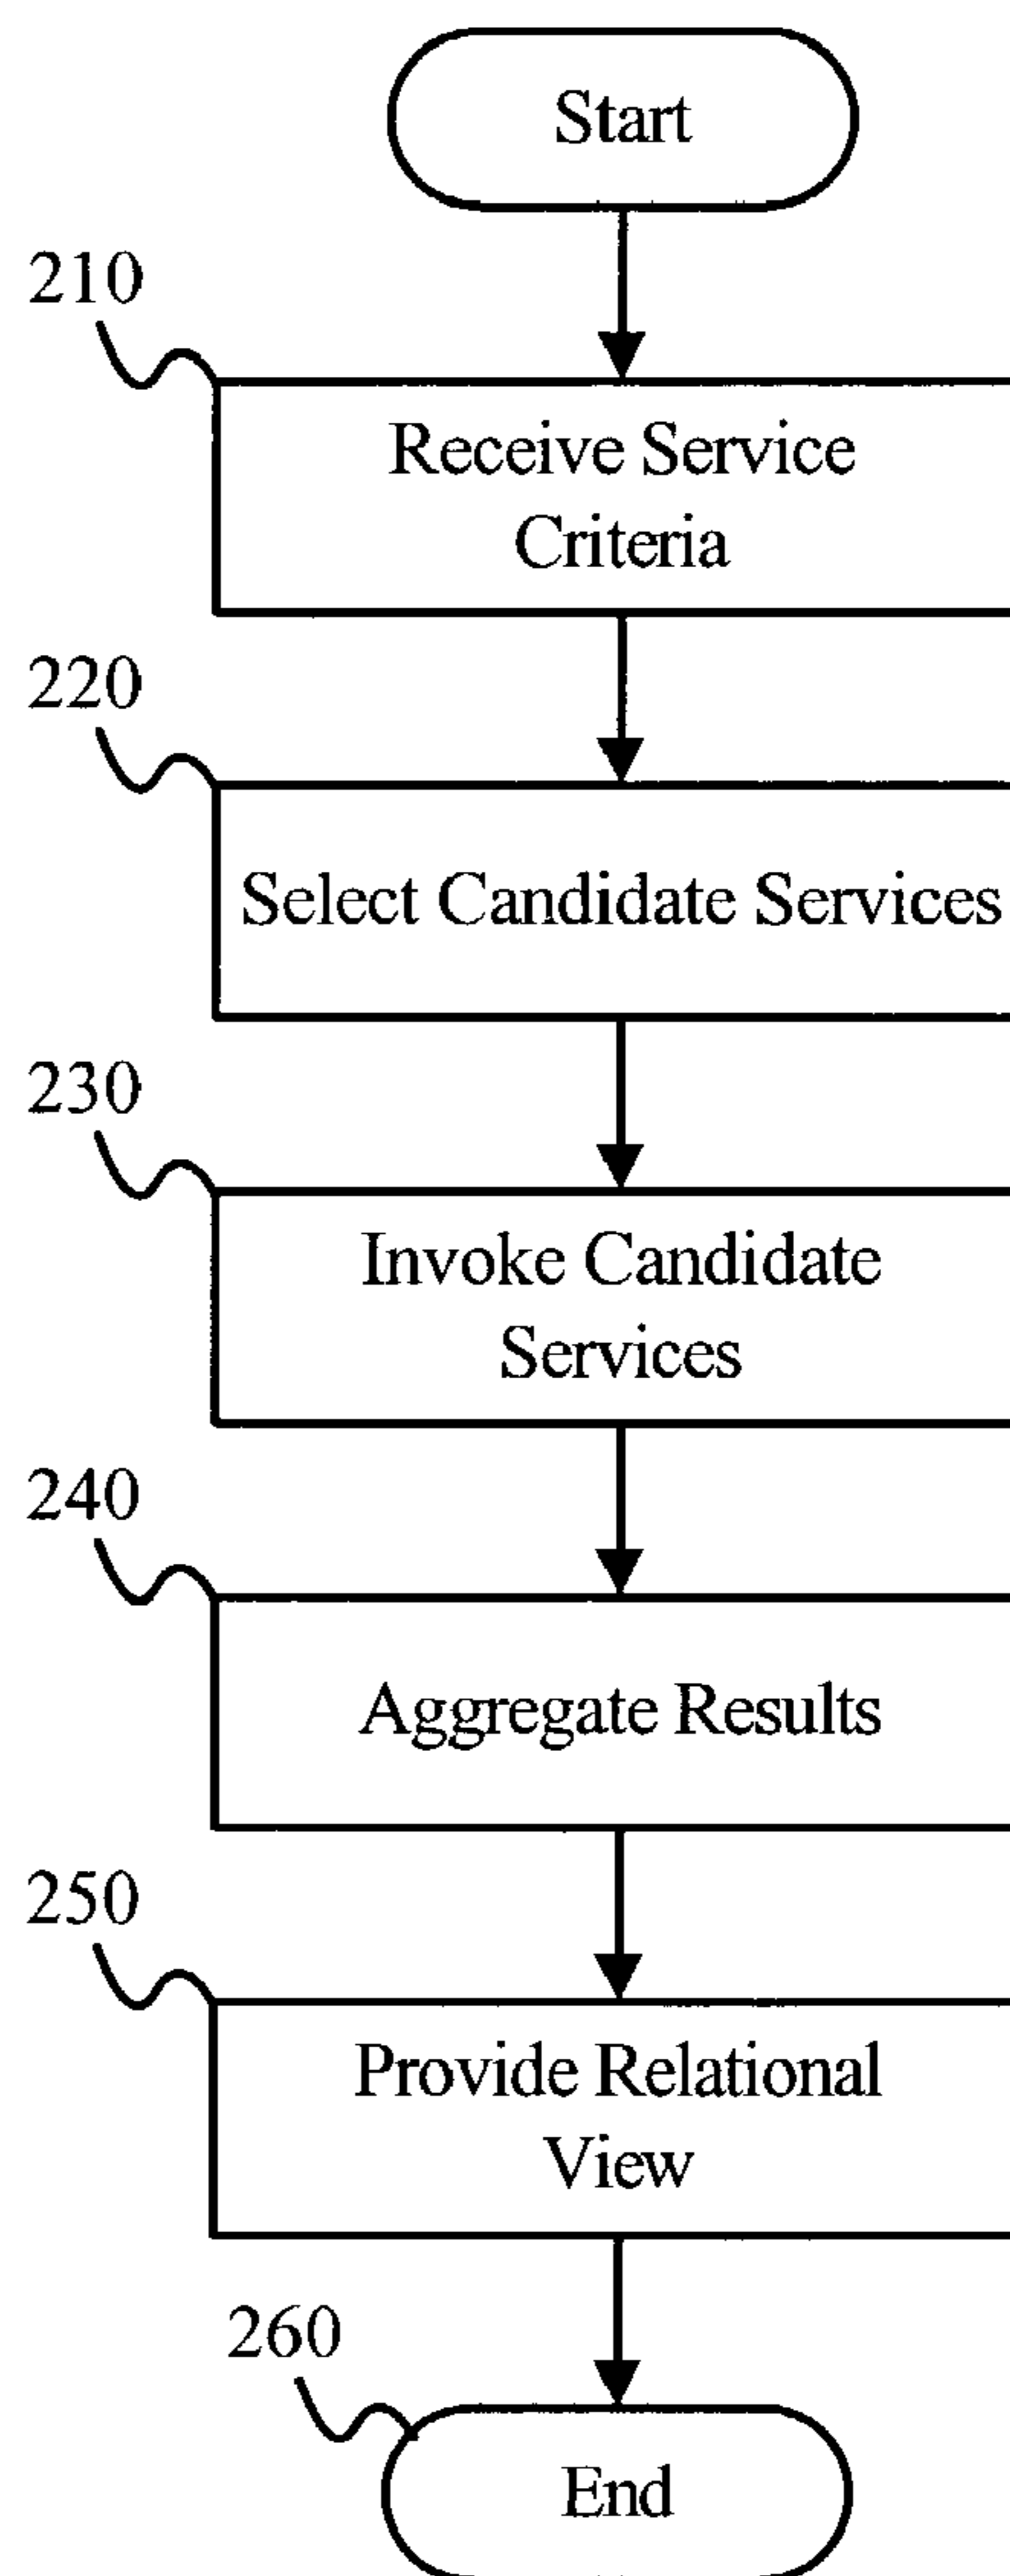 Start
210
Receive Service
Criteria
220
Select Candidate Services
230
Invoke Candidate
Services
240
Aggregate Results
250
Provide Relational
View
260
End